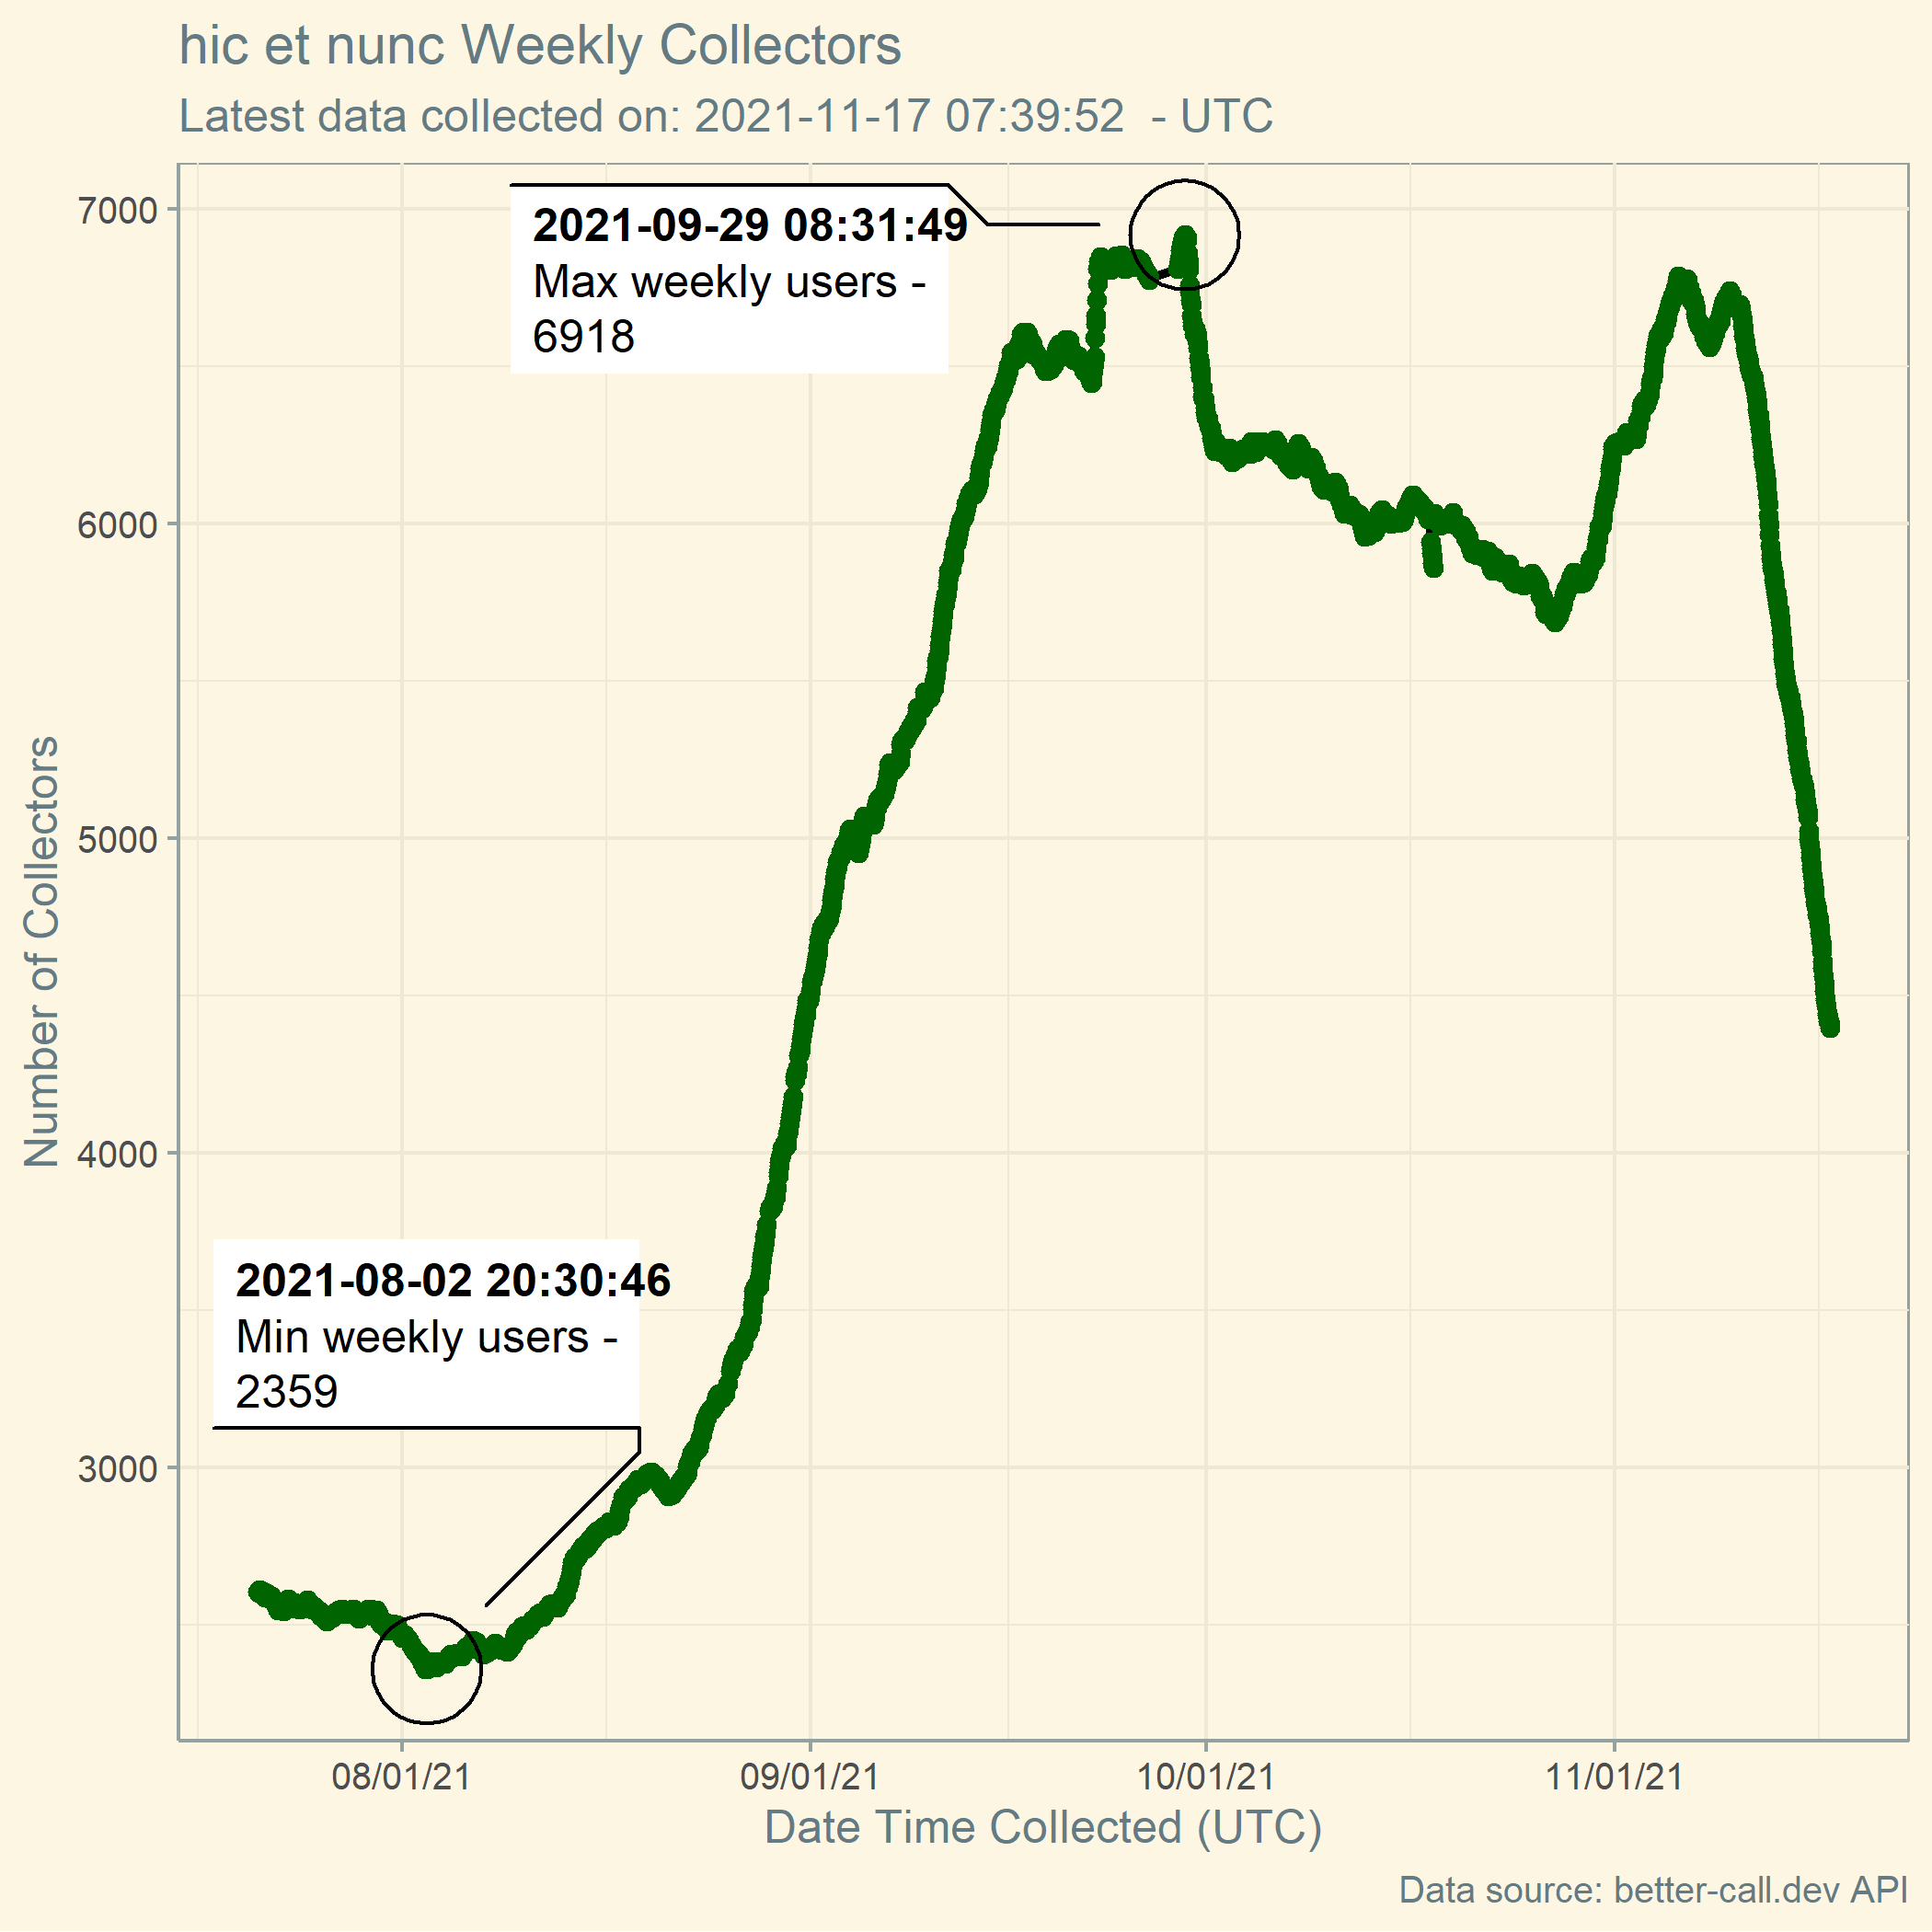 hic et nunc Weekly Collectors
Latest data collected on: 2021-11-17 07:39:52  - UTC
2021-09-29 08:31:49
Max weekly users -
6918
2021-08-02 20:30:46
Min weekly users -
2359
Number of Collectors
7000
6000
5000
4000
3000
08/01/21
09/01/21
10/01/21
11/01/21
Date Time Collected (UTC)
Data source: better-call.dev API